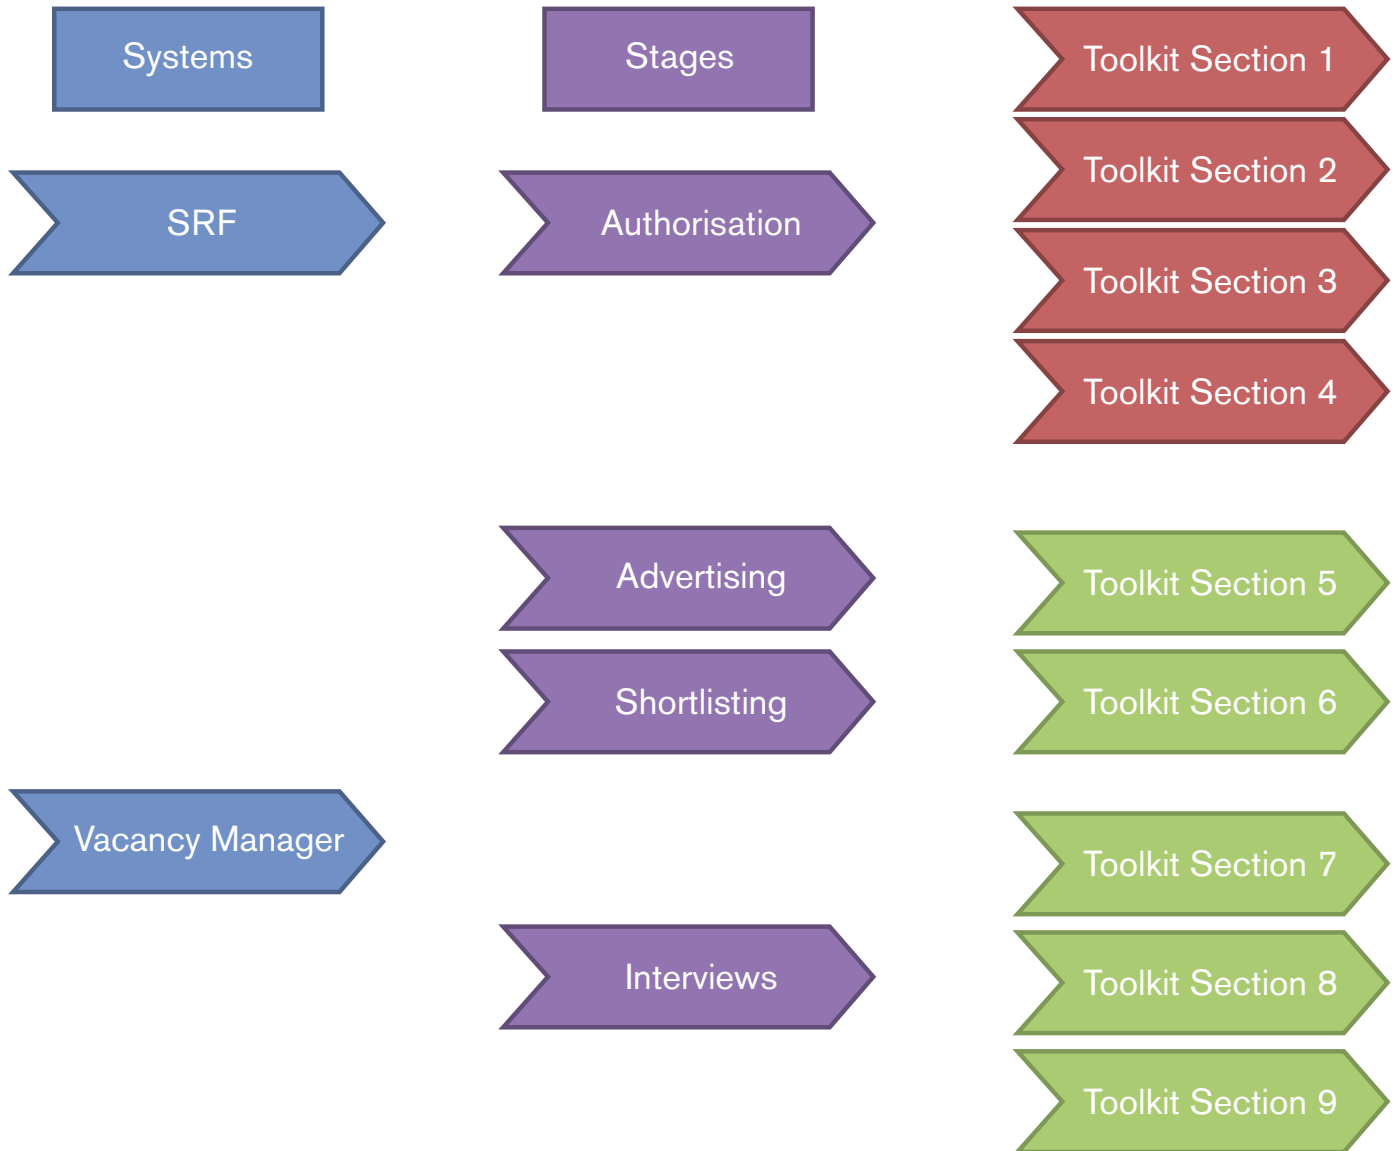 Systems
Stages
Toolkit Section 1
Toolkit Section 2
SRF
Authorisation
Toolkit Section 3
Toolkit Section 4
Advertising
Toolkit Section 5
Shortlisting
Toolkit Section 6
Vacancy Manager
Toolkit Section 7
Interviews
Toolkit Section 8
Toolkit Section 9